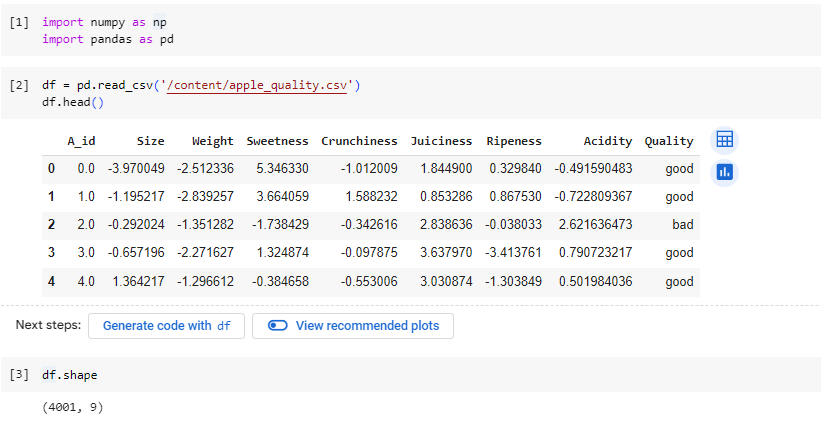 [1] import numpy as np
import pandas as pd
[2] df = pd.read_csv('/content/apple_quality.csv')
df.head()
A_id Size Weight Sweetness Crunchiness Juiciness Ripeness Acidity Quality
0 0.0 -3.970049 -2.512336 5.346330 -1.012009 1.844900 0.329840 -0.491590483 good
1 1.0 -1.195217 -2.839257 3.664059 1.588232 0.853286 0.867530 -0.722809367 good
2 2.0 -0.292024 -1.351282 -1.738429 -0.342616 2.838636 -0.038033 2.621636473 bad
3 3.0 -0.657196 -2.271627 1.324874 -0.097875 3.637970 -3.413761 0.790723217 good
4 4.0 1.364217 -1.296612 -0.384658 -0.553006 3.030874 -1.303849 0.501984036 good
Next steps: Generate code with df View recommended plots
[3] df.shape
(4001, 9)